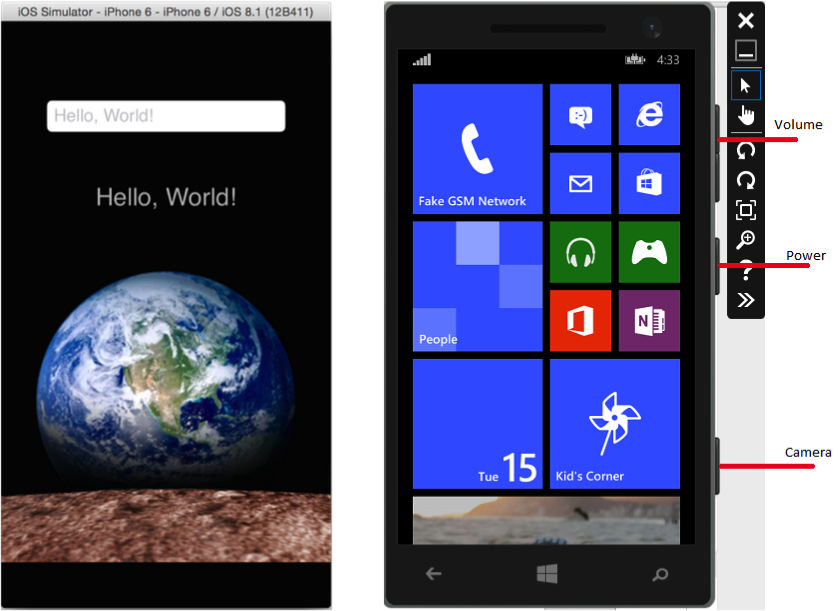 iOS Simulator - iPhone 6 - iPhone 6 / iOS 8.1 (12B411)
Hello, World!
Hello, World!
4:33
Fake GSM Network
People
Tue 15
Kid's Corner
Volume
Power
Camera